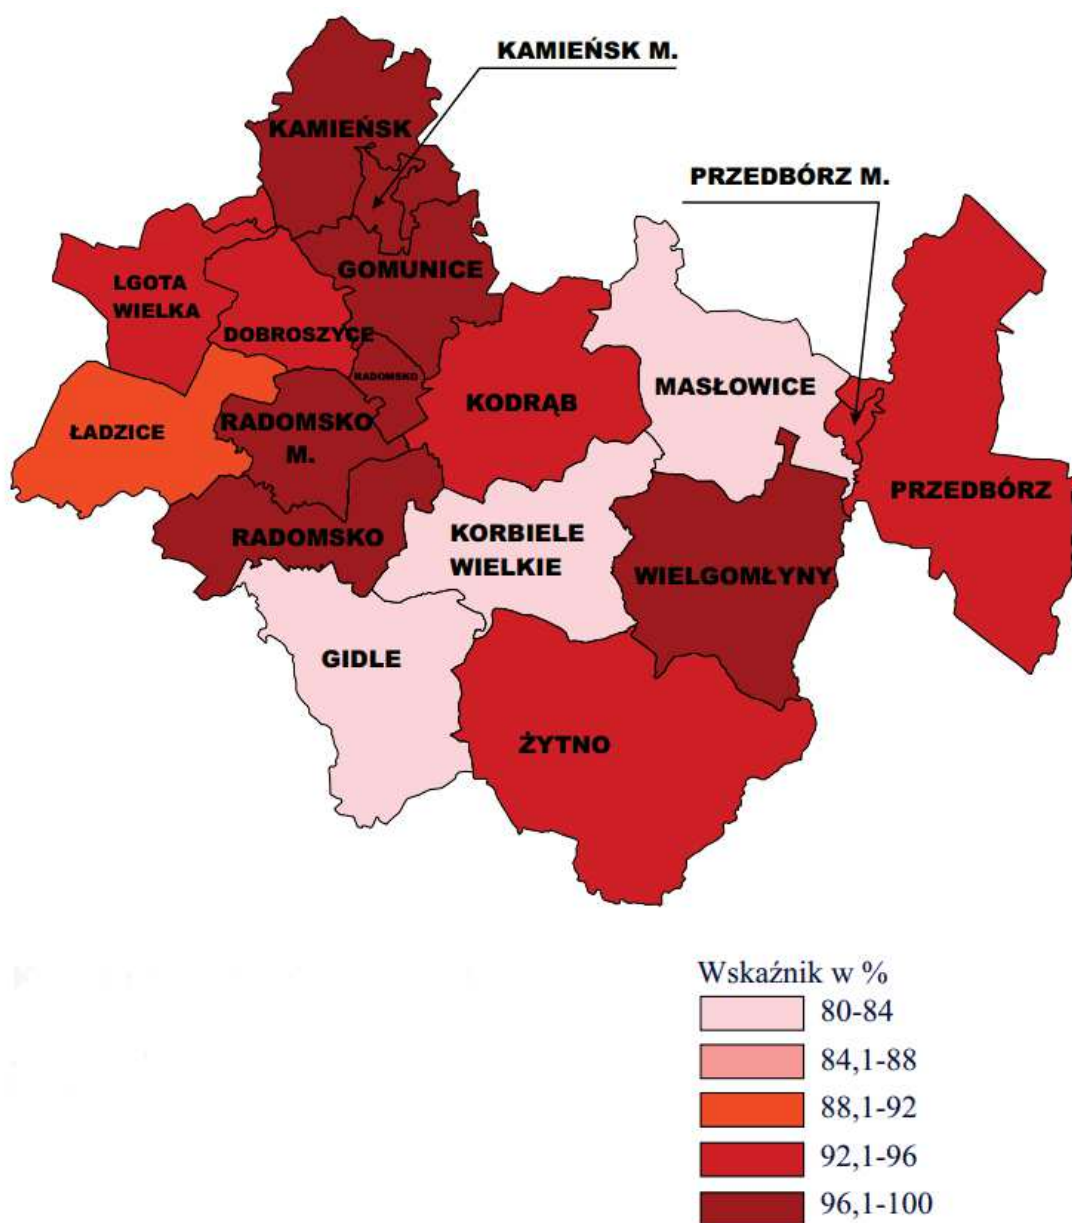 KAMIEŃSK M.
KAMIEŃSK
PRZEDBÓRZ M.
GOMUNICE
LGOTA
WIELKA
DOBROSZYCE
RADOMSKO
MASŁOWICE
KODRĄB
ŁADZICE
RADOMSKO
M.
PRZEDBÓRZ
RADOMSKO
KORBIELE
WIELKIE
WIELGOMŁYNY
GIDLE
ŻYTNO
Wskaźnik w %
80-84
84,1-88
88,1-92
92,1-96
96,1-100